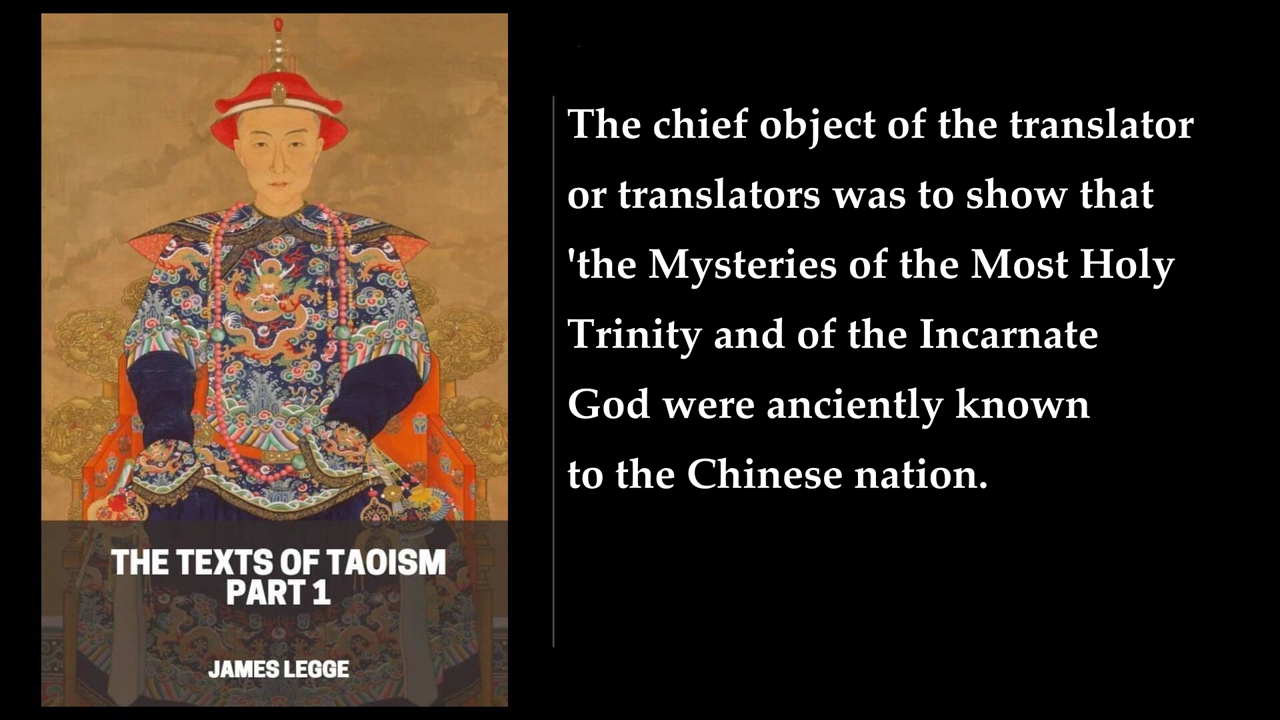 THE TEXTS OF TAOISM
PART 1
JAMES LEGGE
The chief object of the translator
or translators was to show that
'the Mysteries of the Most Holy
Trinity and of the Incarnate
God were anciently known
to the Chinese nation.